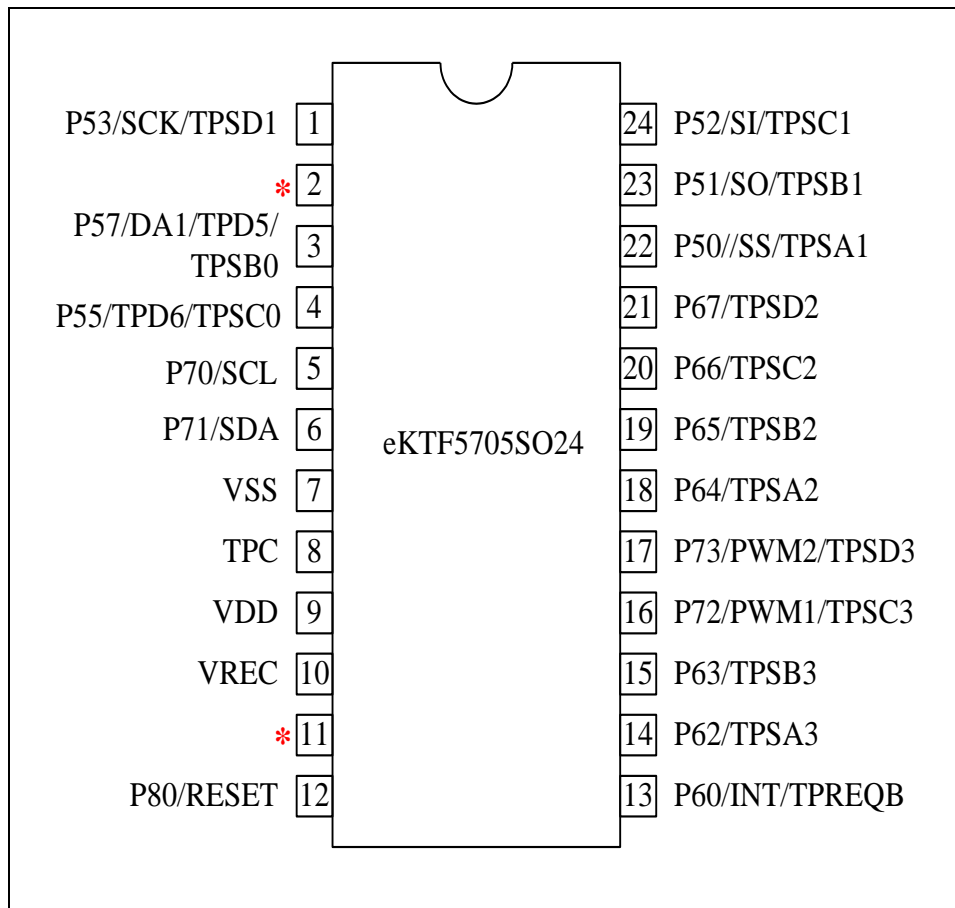 P53/SCK/TPSD1 1
* 2
P57/DA1/TPD5/
TPSB0 3
P55/TPD6/TPSC0 4
P70/SCL 5
P71/SDA 6
VSS 7
TPC 8
VDD 9
VREC 10
* 11
P80/RESET 12
eKTF5705SO24
24 P52/SI/TPSC1
23 P51/SO/TPSB1
22 P50//SS/TPSA1
21 P67/TPSD2
20 P66/TPSC2
19 P65/TPSB2
18 P64/TPSA2
17 P73/PWM2/TPSD3
16 P72/PWM1/TPSC3
15 P63/TPSB3
14 P62/TPSA3
13 P60/INT/TPREQB